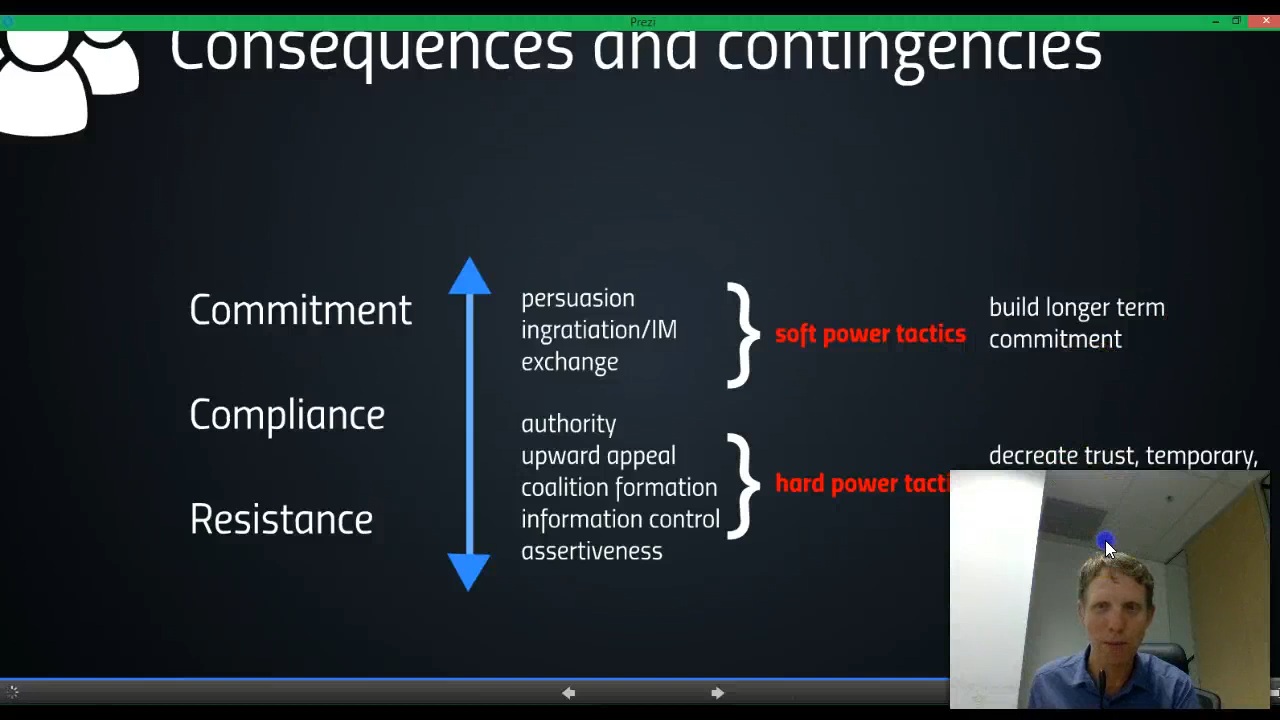 Prezi
Consequences and contingencies
Commitment
Compliance
Resistance
persuasion
ingratiation/IM
exchange
authority
upward appeal
coalition formation
information control
assertiveness
soft power tactics
hard power
build longer term
commitment
decreate trust, temporary,